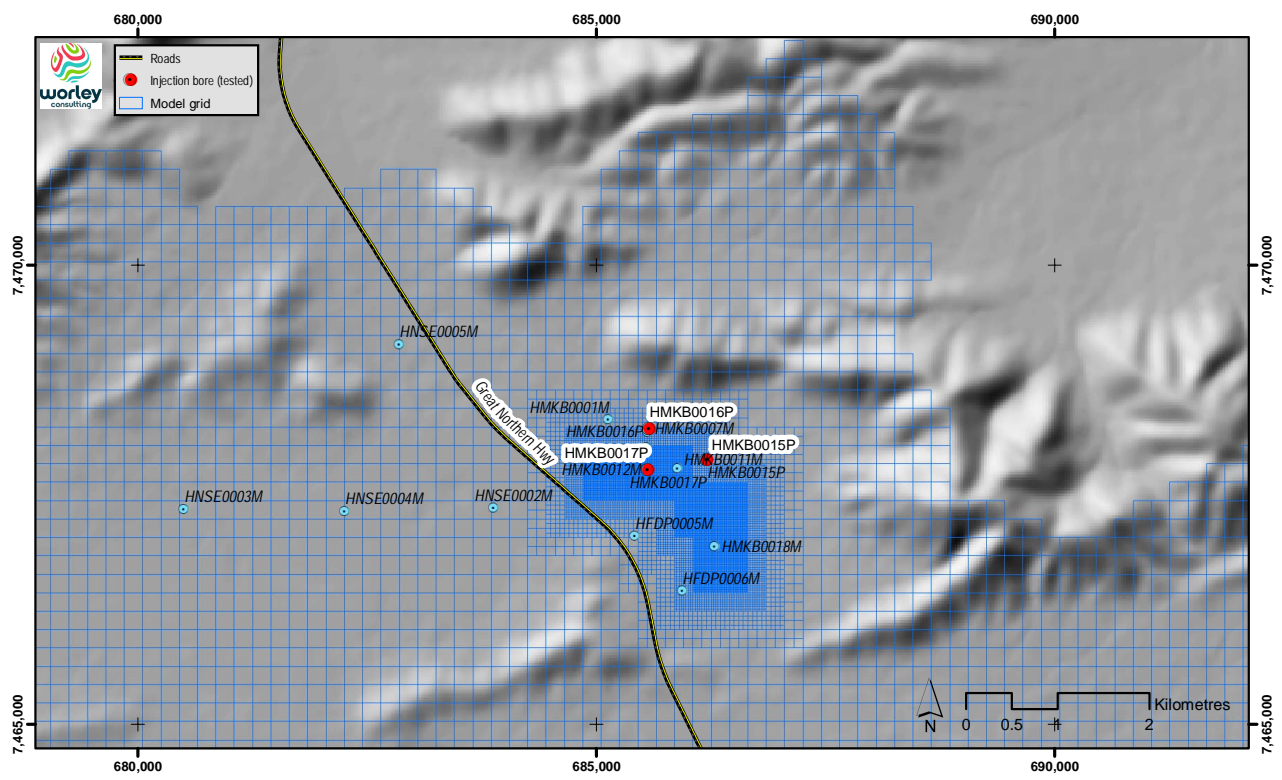 680,000
685,000
690,000
worley
consulting
Roads
Injection bore (tested)
Model grid
7,470,000
7,470,000
HNSE0005M
Great Northern Hwy
HMKB0001M
HMKB0016P
HMKB0016P
HMKB0007M
HMKB0015P
HMKB0017P
HMKB0011M
HMKB0012M
HMKB0015P
HMKB0017P
HNSE0003M
HNSE0004M
HNSE0002M
HFDP0005M
HMKB0018M
HFDP0006M
N
0 0.5 1 2
Kilometres
7,465,000
7,465,000
680,000
685,000
690,000